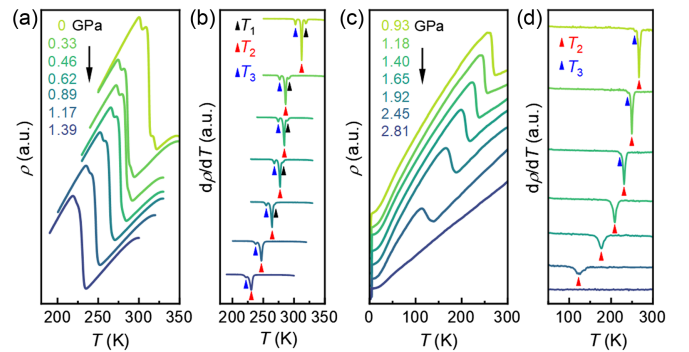 (a)
0 GPa
0.33
0.46
0.62
0.89
1.17
1.39
ρ (a.u.)
200 250 300 350
T (K)
(b)
T1
T2
T3
dρ/dT (a.u.)
200 250 300 350
T (K)
(c)
0.93 GPa
1.18
1.40
1.65
1.92
2.45
2.81
ρ (a.u.)
0 100 200 300
T (K)
(d)
T2
T3
dρ/dT (a.u.)
100 200 300
T (K)